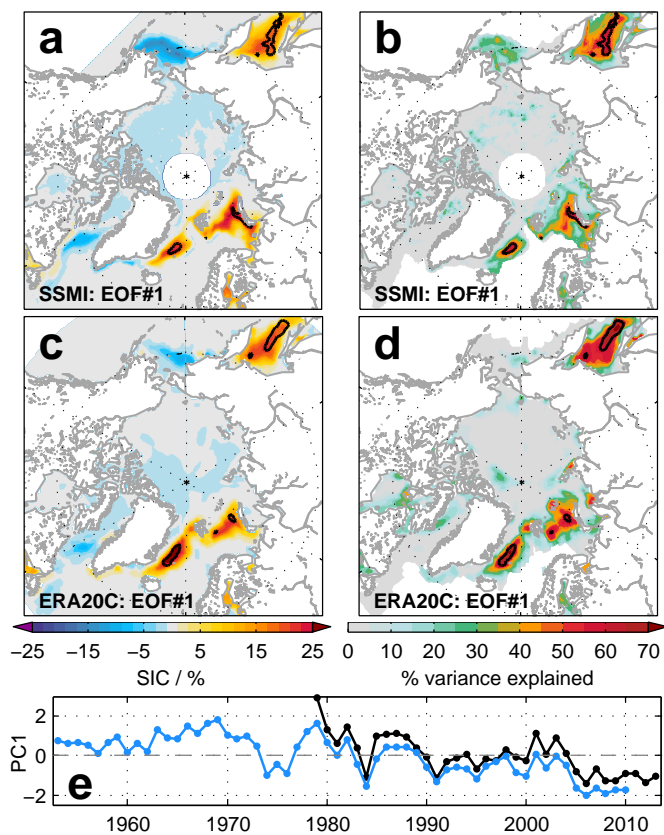 a
b
SSMI: EOF#1
SSMI: EOF#1
c
d
ERA20C: EOF#1
ERA20C: EOF#1
−25 −15 −5 5 15 25
0 10 20 30 40 50 60 70
SIC / %
% variance explained
2
0
−2
PC1
e
1960 1970 1980 1990 2000 2010